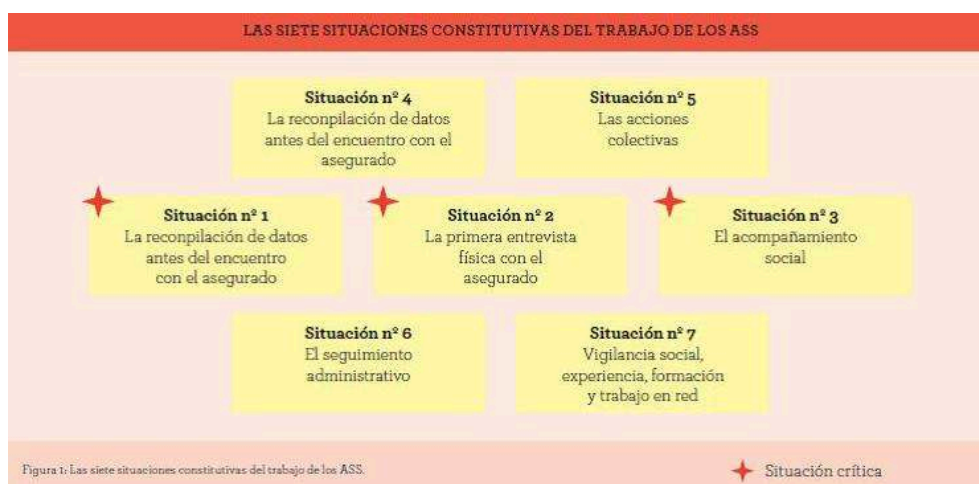 LAS SIETE SITUACIONES CONSTITUTIVAS DEL TRABAJO DE LOS ASS
Situación nº 4
La reconpilación de datos
antes del encuentro con el
asegurado
Situación nº 5
Las acciones
colectivas
Situación nº 1
La reconpilación de datos
antes del encuentro
con el asegurado
Situación nº 2
La primera entrevista
física con el
asegurado
Situación nº 3
El acompañamiento
social
Situación nº 6
El seguimiento
administrativo
Situación nº 7
Vigilancia social,
experiencia, formación
y trabajo en red
Figura 1: Las siete situaciones constitutivas del trabajo de los ASS.
Situación crítica